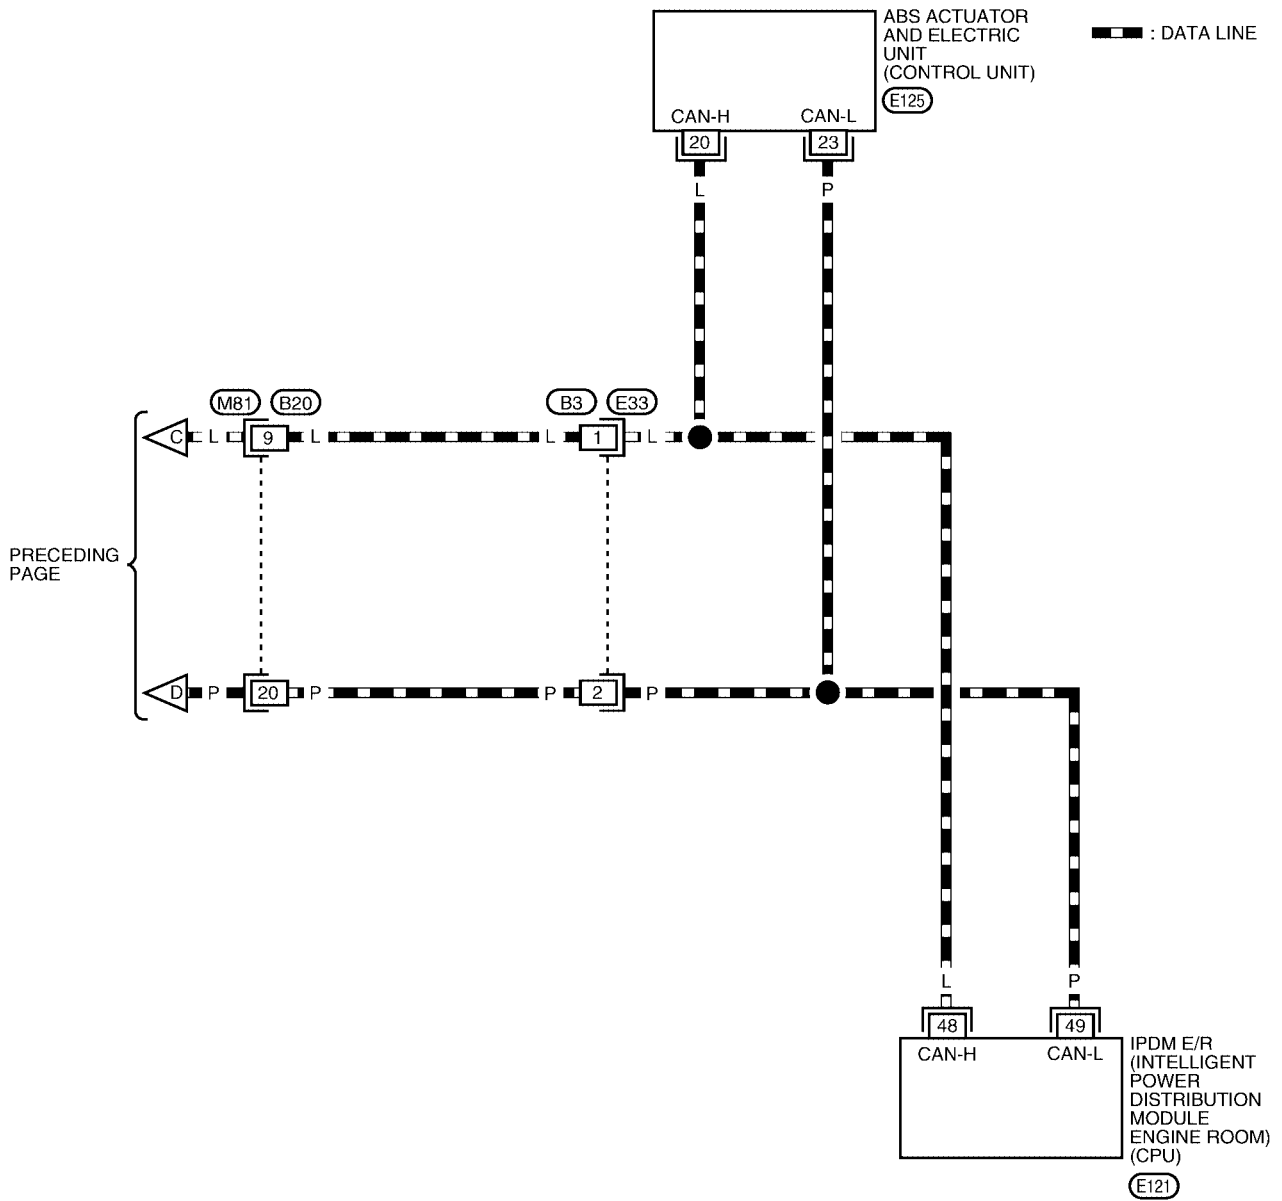 ABS ACTUATOR
AND ELECTRIC
UNIT
(CONTROL UNIT)
E125
: DATA LINE
CAN-H CAN-L
20 23
L P
M81 B20 B3 E33
C L 9 L L 1 L
PRECEDING
PAGE
D P 20 P P 2 P
L P
48 49
CAN-H CAN-L
IPDM E/R
(INTELLIGENT
POWER
DISTRIBUTION
MODULE
ENGINE ROOM)
(CPU)
E121